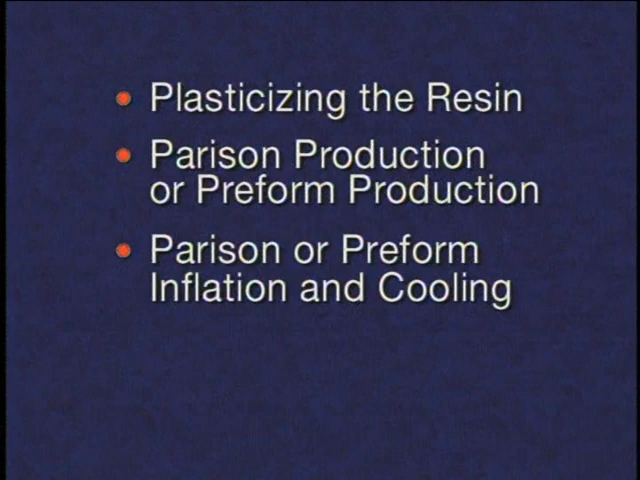 Plasticizing the Resin
Parison Production
or Preform Production
Parison or Preform
Inflation and Cooling